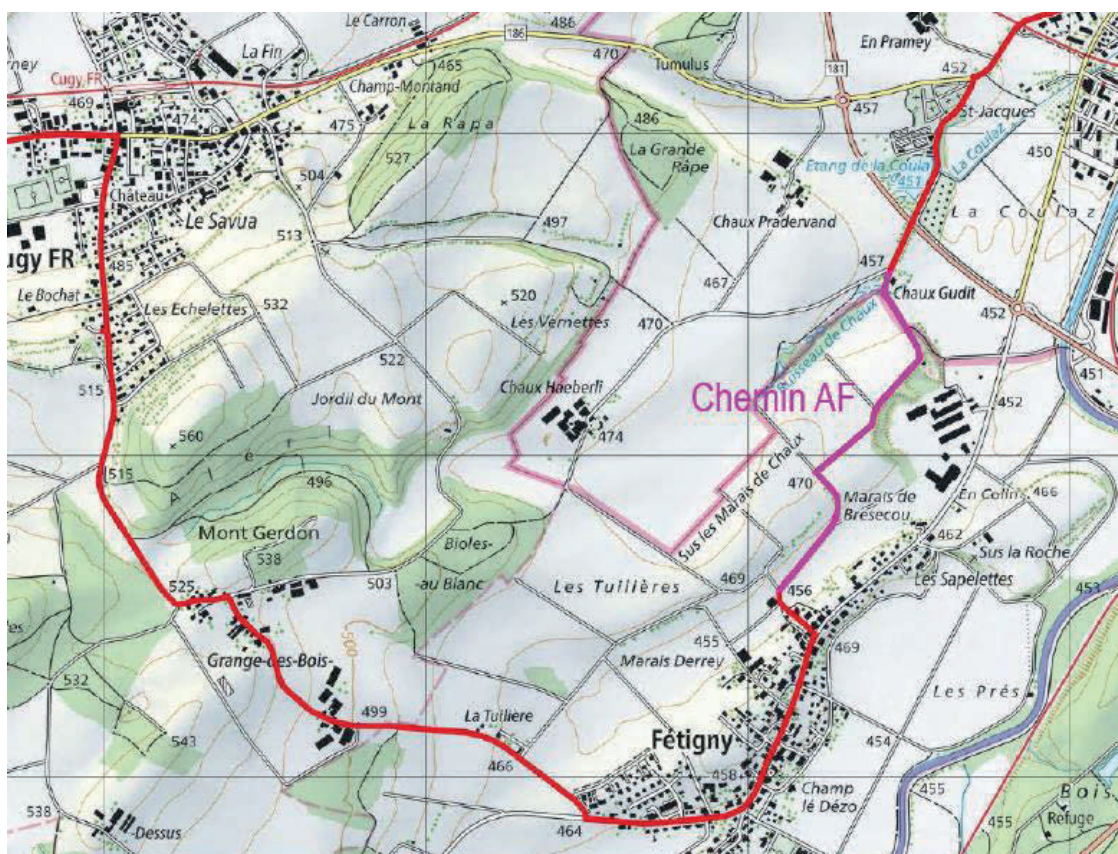 Le Carron
486
186
470
En Pramey
La Fin
rney
Cugy FR
465
Tumulus
452
Champ-Montand
181
469
457
474
475
La Rapa
486
St-Jacques
La Grande
Râpe
La Coulaz
450
527
504
Etang de la Coula
451
Château
Le Savua
La Coulaz
Chaux Pradervand
497
513
ugy FR
485
457
467
Le Bochat
Chaux Gudit
Les Echelettes
532
520
452
Les Vernettes
470
Ruisseau de Chaux
522
451
515
Chaux Haeberli
Chemin AF
Jordil du Mont
452
474
560
515
496
470
Sus les Marais de Chaux
En Colins
466
Marais de
Brésecou
Mont Gerdon
Bioles-
au Blanc
462
Sus la Roche
538
503
469
456
Les Sapelettes
525
Les Tuilières
453
500
455
469
Grange-des-Bois
Marais Derrey
532
Les Prés
499
La Tuilière
543
Fétigny
454
466
458
Champ
lé Dézo
455
538
Dessus
464
455
Bois
Refuge